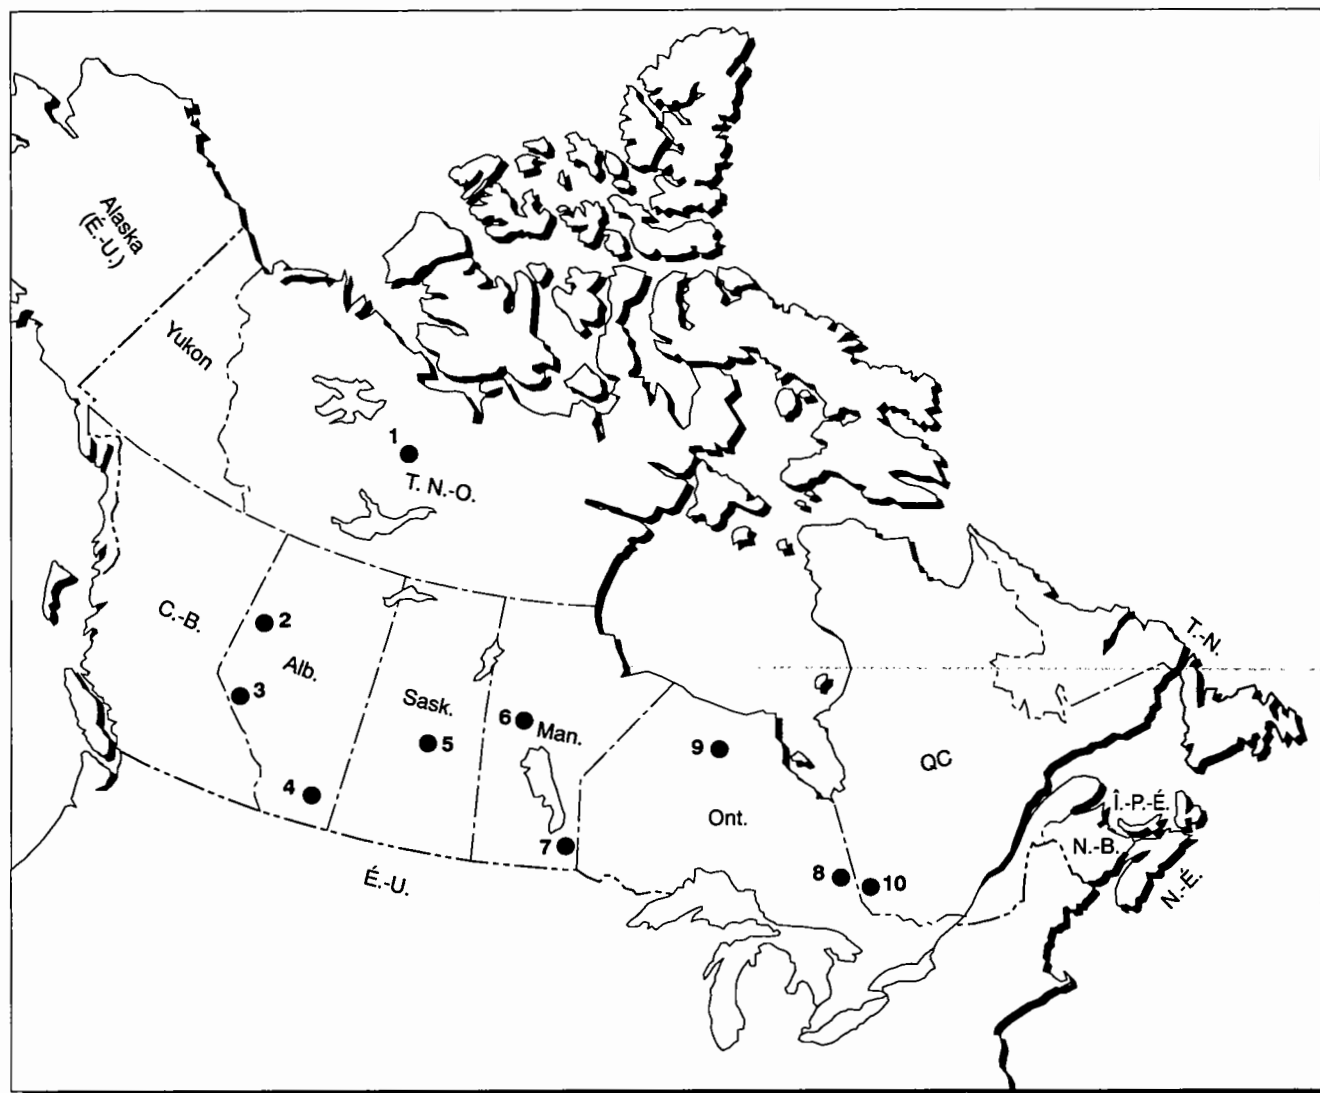 Alaska
(É.-U.)
Yukon
1
T. N.-O.
C.-B.
2
Alb.
3
Sask.
5
6
Man.
4
7
É.-U.
9
Ont.
8
10
QC
T.-N.
Î.-P.-É.
N.-B.
N.-É.